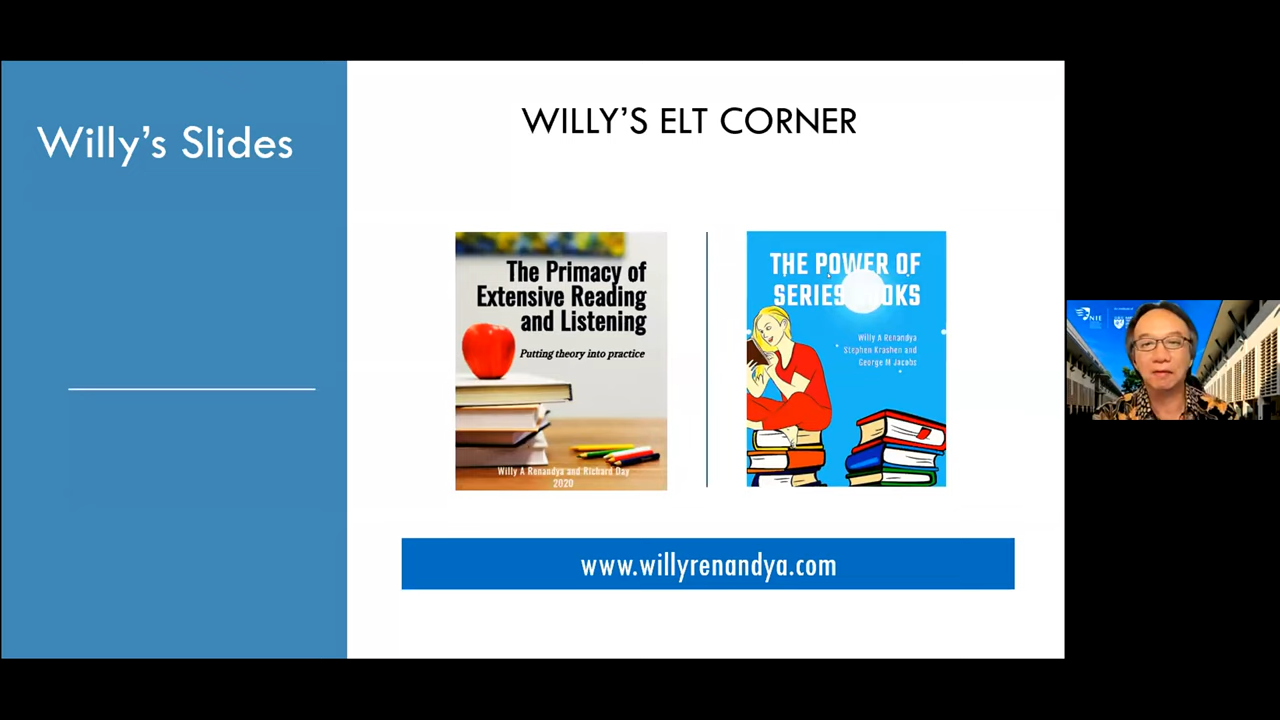 Willy's Slides
WILLY'S ELT CORNER
The Primacy of
Extensive Reading
and Listening
Putting theory into practice
Willy A Renandya and Richard Day
2020
THE POWER OF
SERIES
Willy A Renandya
Stephen Krashen and
George M Jacobs
www.willyrenandya.com
NIE